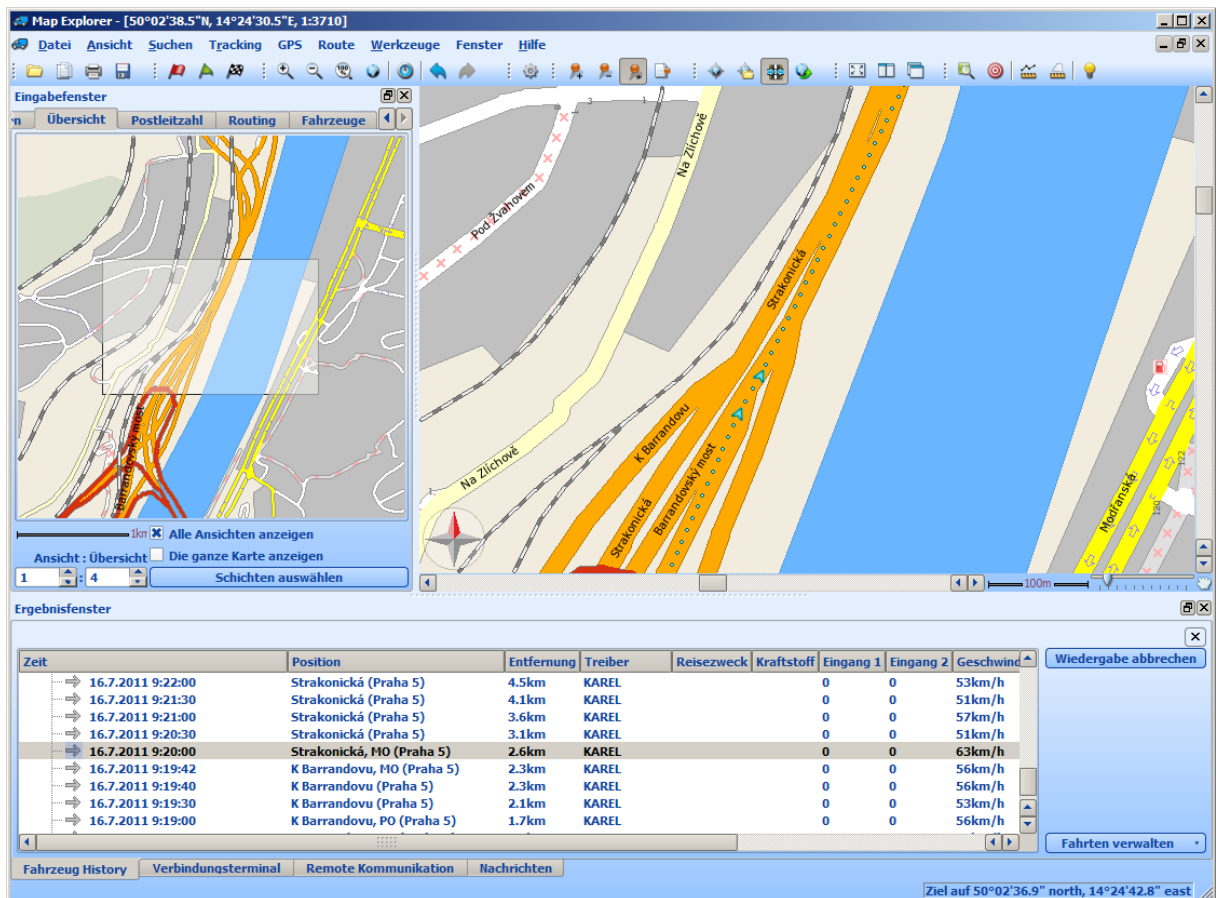 Map Explorer - [50°02'38.5"N, 14°24'30.5"E, 1:3710]
Datei Ansicht Suchen Tracking GPS Route Werkzeuge Fenster Hilfe
Eingabefenster
Übersicht Postleitzahl Routing Fahrzeuge
Barrandovský most
1km Alle Ansichten anzeigen
Ansicht : Übersicht Die ganze Karte anzeigen
1 : 4 Schichten auswählen
3 1
1
Na Zlíchově
Pod Žvahovem
Strakonická
K Barrandovu
Na Zlíchově
1
Barrandovský most
Strakonická
Modřanská
122
120
100m
Ergebnisfenster
Zeit Position Entfernung Treiber Reisezweck Kraftstoff Eingang 1 Eingang 2 Geschwind
16.7.2011 9:22:00 Strakonická (Praha 5) 4.5km KAREL 0 0 53km/h
16.7.2011 9:21:30 Strakonická (Praha 5) 4.1km KAREL 0 0 51km/h
16.7.2011 9:21:00 Strakonická (Praha 5) 3.6km KAREL 0 0 57km/h
16.7.2011 9:20:30 Strakonická (Praha 5) 3.1km KAREL 0 0 51km/h
16.7.2011 9:20:00 Strakonická, MO (Praha 5) 2.6km KAREL 0 0 63km/h
16.7.2011 9:19:42 K Barrandovu, MO (Praha 5) 2.3km KAREL 0 0 56km/h
16.7.2011 9:19:40 K Barrandovu (Praha 5) 2.3km KAREL 0 0 56km/h
16.7.2011 9:19:30 K Barrandovu (Praha 5) 2.1km KAREL 0 0 53km/h
16.7.2011 9:19:00 K Barrandovu, PO (Praha 5) 1.7km KAREL 0 0 56km/h
Wiedergabe abbrechen
Fahrten verwalten
Fahrzeug History Verbindungsterminal Remote Kommunikation Nachrichten
Ziel auf 50°02'36.9" north, 14°24'42.8" east